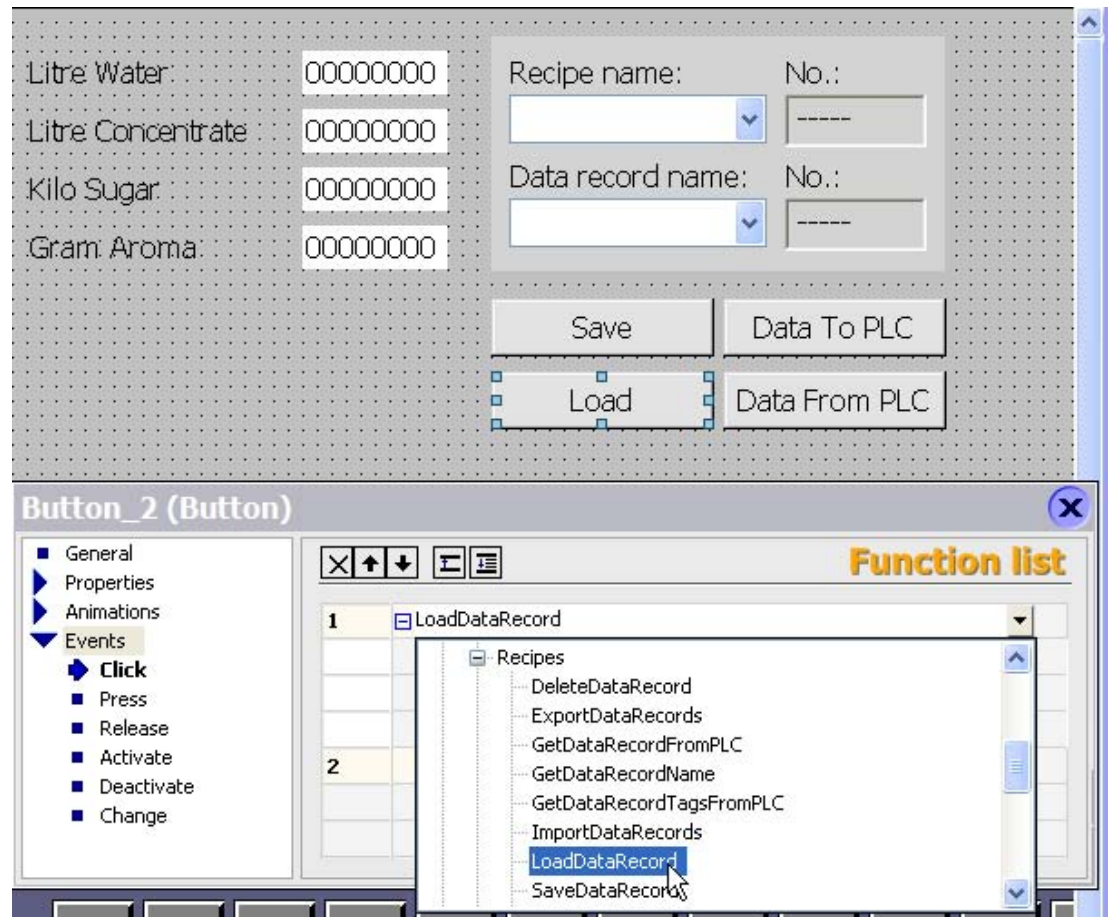 Litre Water 00000000 Recipe name: No.:
-----
Litre Concentrate 00000000
Data record name: No.:
Kilo Sugar 00000000
-----
Gram Aroma 00000000
Save Data To PLC
Load Data From PLC
Button_2 (Button)
General
Properties
Animations
Events
Click
Press
Release
Activate
Deactivate
Change
Function list
1 LoadDataRecord
Recipes
DeleteDataRecord
ExportDataRecords
GetDataRecordFromPLC
2
GetDataRecordName
GetDataRecordTagsFromPLC
ImportDataRecords
LoadDataRecord
SaveDataRecord